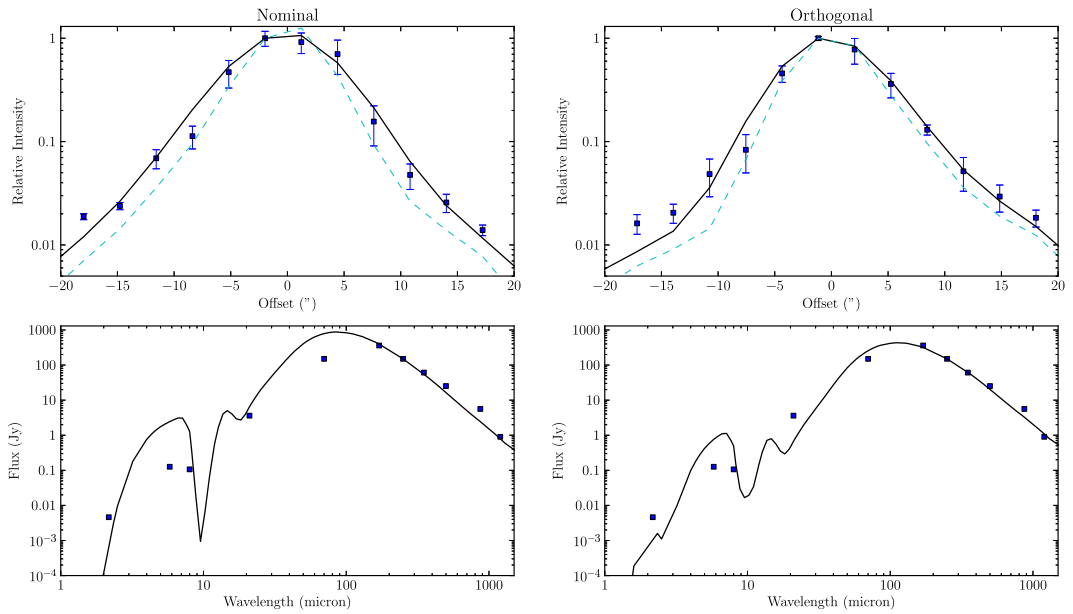 Nominal
Relative Intensity
1
0.1
0.01
−20 −15 −10 −5 0 5 10 15 20
Offset (")
Orthogonal
Relative Intensity
1
0.1
0.01
−20 −15 −10 −5 0 5 10 15 20
Offset (")
Flux (Jy)
1000
100
10
1
0.1
0.01
10⁻³
10⁻⁴
1 10 100 1000
Wavelength (micron)
Flux (Jy)
1000
100
10
1
0.1
0.01
10⁻³
10⁻⁴
1 10 100 1000
Wavelength (micron)